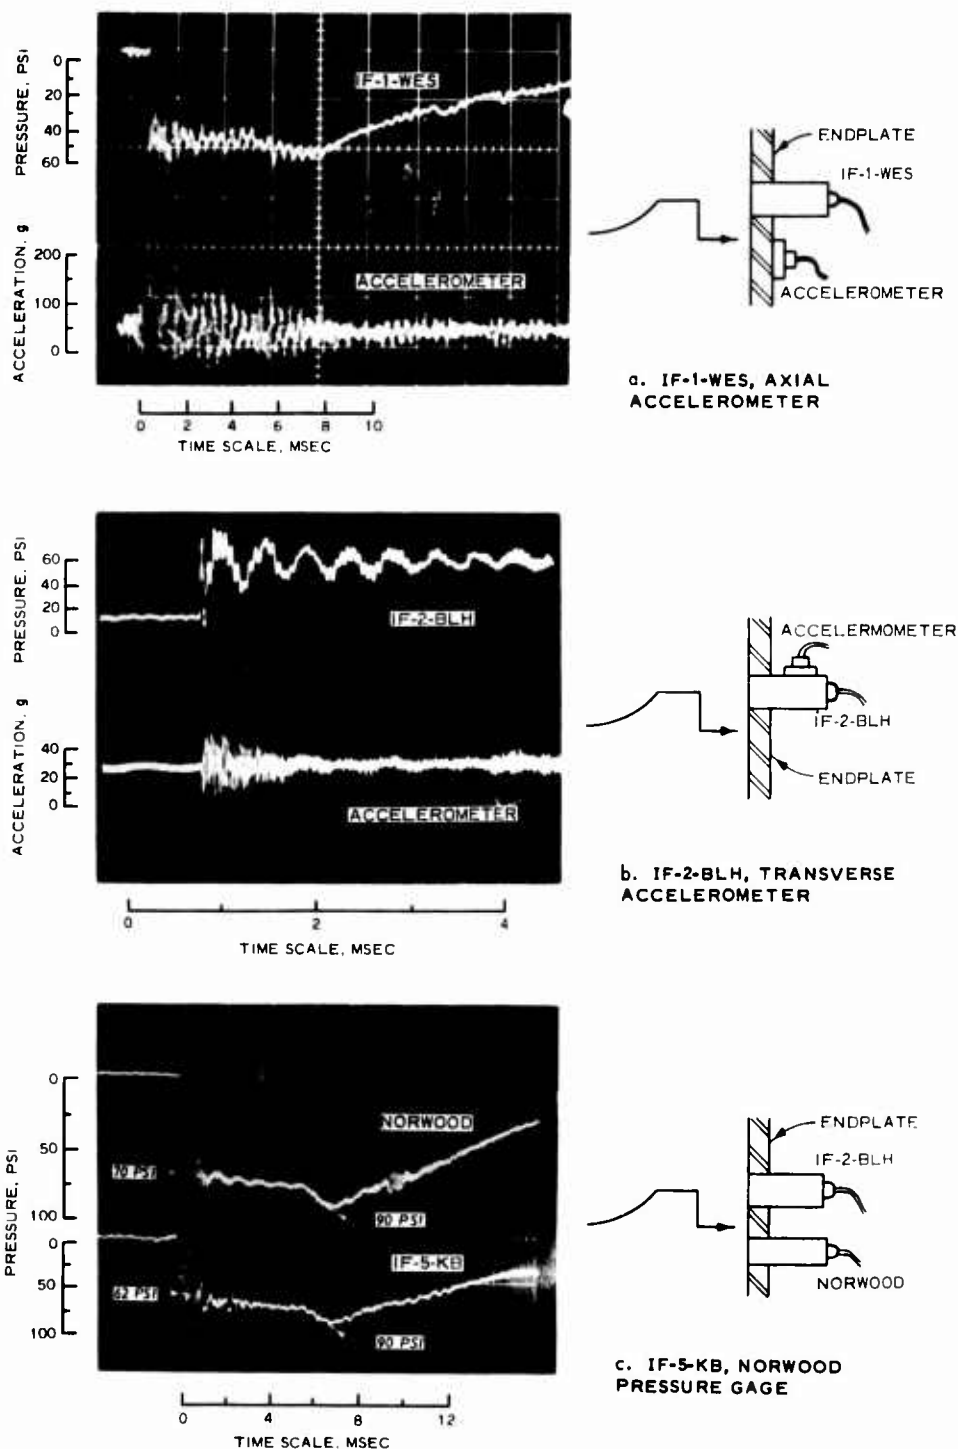 PRESSURE, PSI
0
20
40
60
IF-1-WES
ACCELERATION, g
200
100
0
ACCELEROMETER
0 2 4 6 8 10
TIME SCALE, MSEC
ENDPLATE
IF-1-WES
ACCELEROMETER
a. IF-1-WES, AXIAL
ACCELEROMETER
PRESSURE, PSI
60
40
20
0
IF-2-BLH
ACCELERATION, g
40
20
0
ACCELEROMETER
0 2 4
TIME SCALE, MSEC
ACCELERMOMETER
IF-2-BLH
ENDPLATE
b. IF-2-BLH, TRANSVERSE
ACCELEROMETER
PRESSURE, PSI
0
50
100
0
50
100
NORWOOD
70 PSI
90 PSI
IF-5-KB
62 PSI
90 PSI
0 4 8 12
TIME SCALE, MSEC
ENDPLATE
IF-2-BLH
NORWOOD
c. IF-5-KB, NORWOOD
PRESSURE GAGE